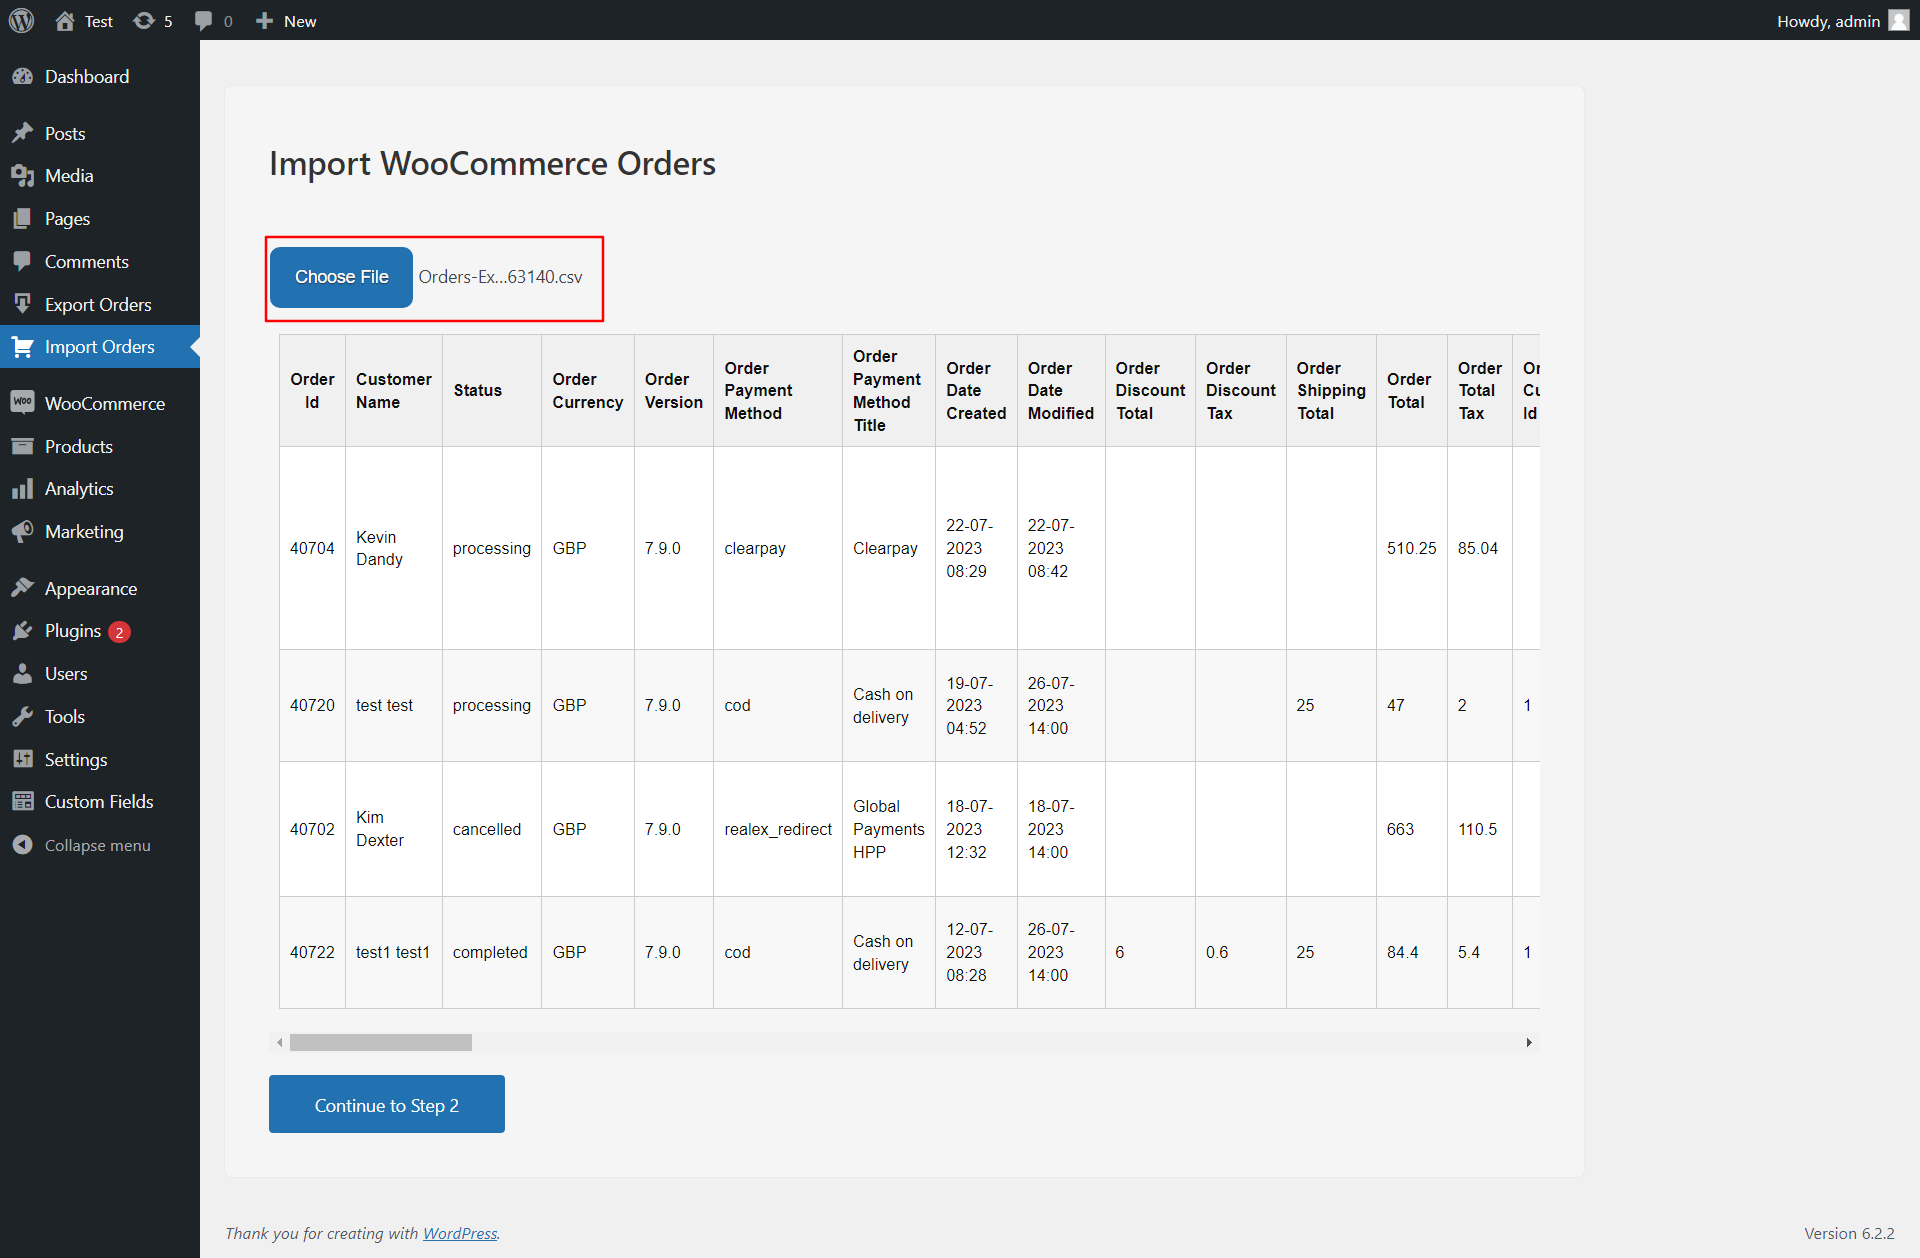 Test 5 0 New Howdy, admin
Dashboard
Posts
Media
Pages
Comments
Export Orders
Import Orders
WOO WooCommerce
Products
Analytics
Marketing
Appearance
Plugins 2
Users
Tools
Settings
Custom Fields
Collapse menu
Import WooCommerce Orders
Choose File Orders-Ex...63140.csv
Order Id
Customer Name
Status
Order Currency
Order Version
Order Payment Method
Order Payment Method Title
Order Date Created
Order Date Modified
Order Discount Total
Order Discount Tax
Order Shipping Total
Order Total
Order Total Tax
Or Cu Id
40704 Kevin Dandy processing GBP 7.9.0 clearpay Clearpay 22-07-2023 08:29 22-07-2023 08:42 510.25 85.04
40720 test test processing GBP 7.9.0 cod Cash on delivery 19-07-2023 04:52 26-07-2023 14:00 25 47 2 1
40702 Kim Dexter cancelled GBP 7.9.0 realex_redirect Global Payments HPP 18-07-2023 12:32 18-07-2023 14:00 663 110.5
40722 test1 test1 completed GBP 7.9.0 cod Cash on delivery 12-07-2023 08:28 26-07-2023 14:00 6 0.6 25 84.4 5.4 1
Continue to Step 2
Thank you for creating with WordPress.
Version 6.2.2